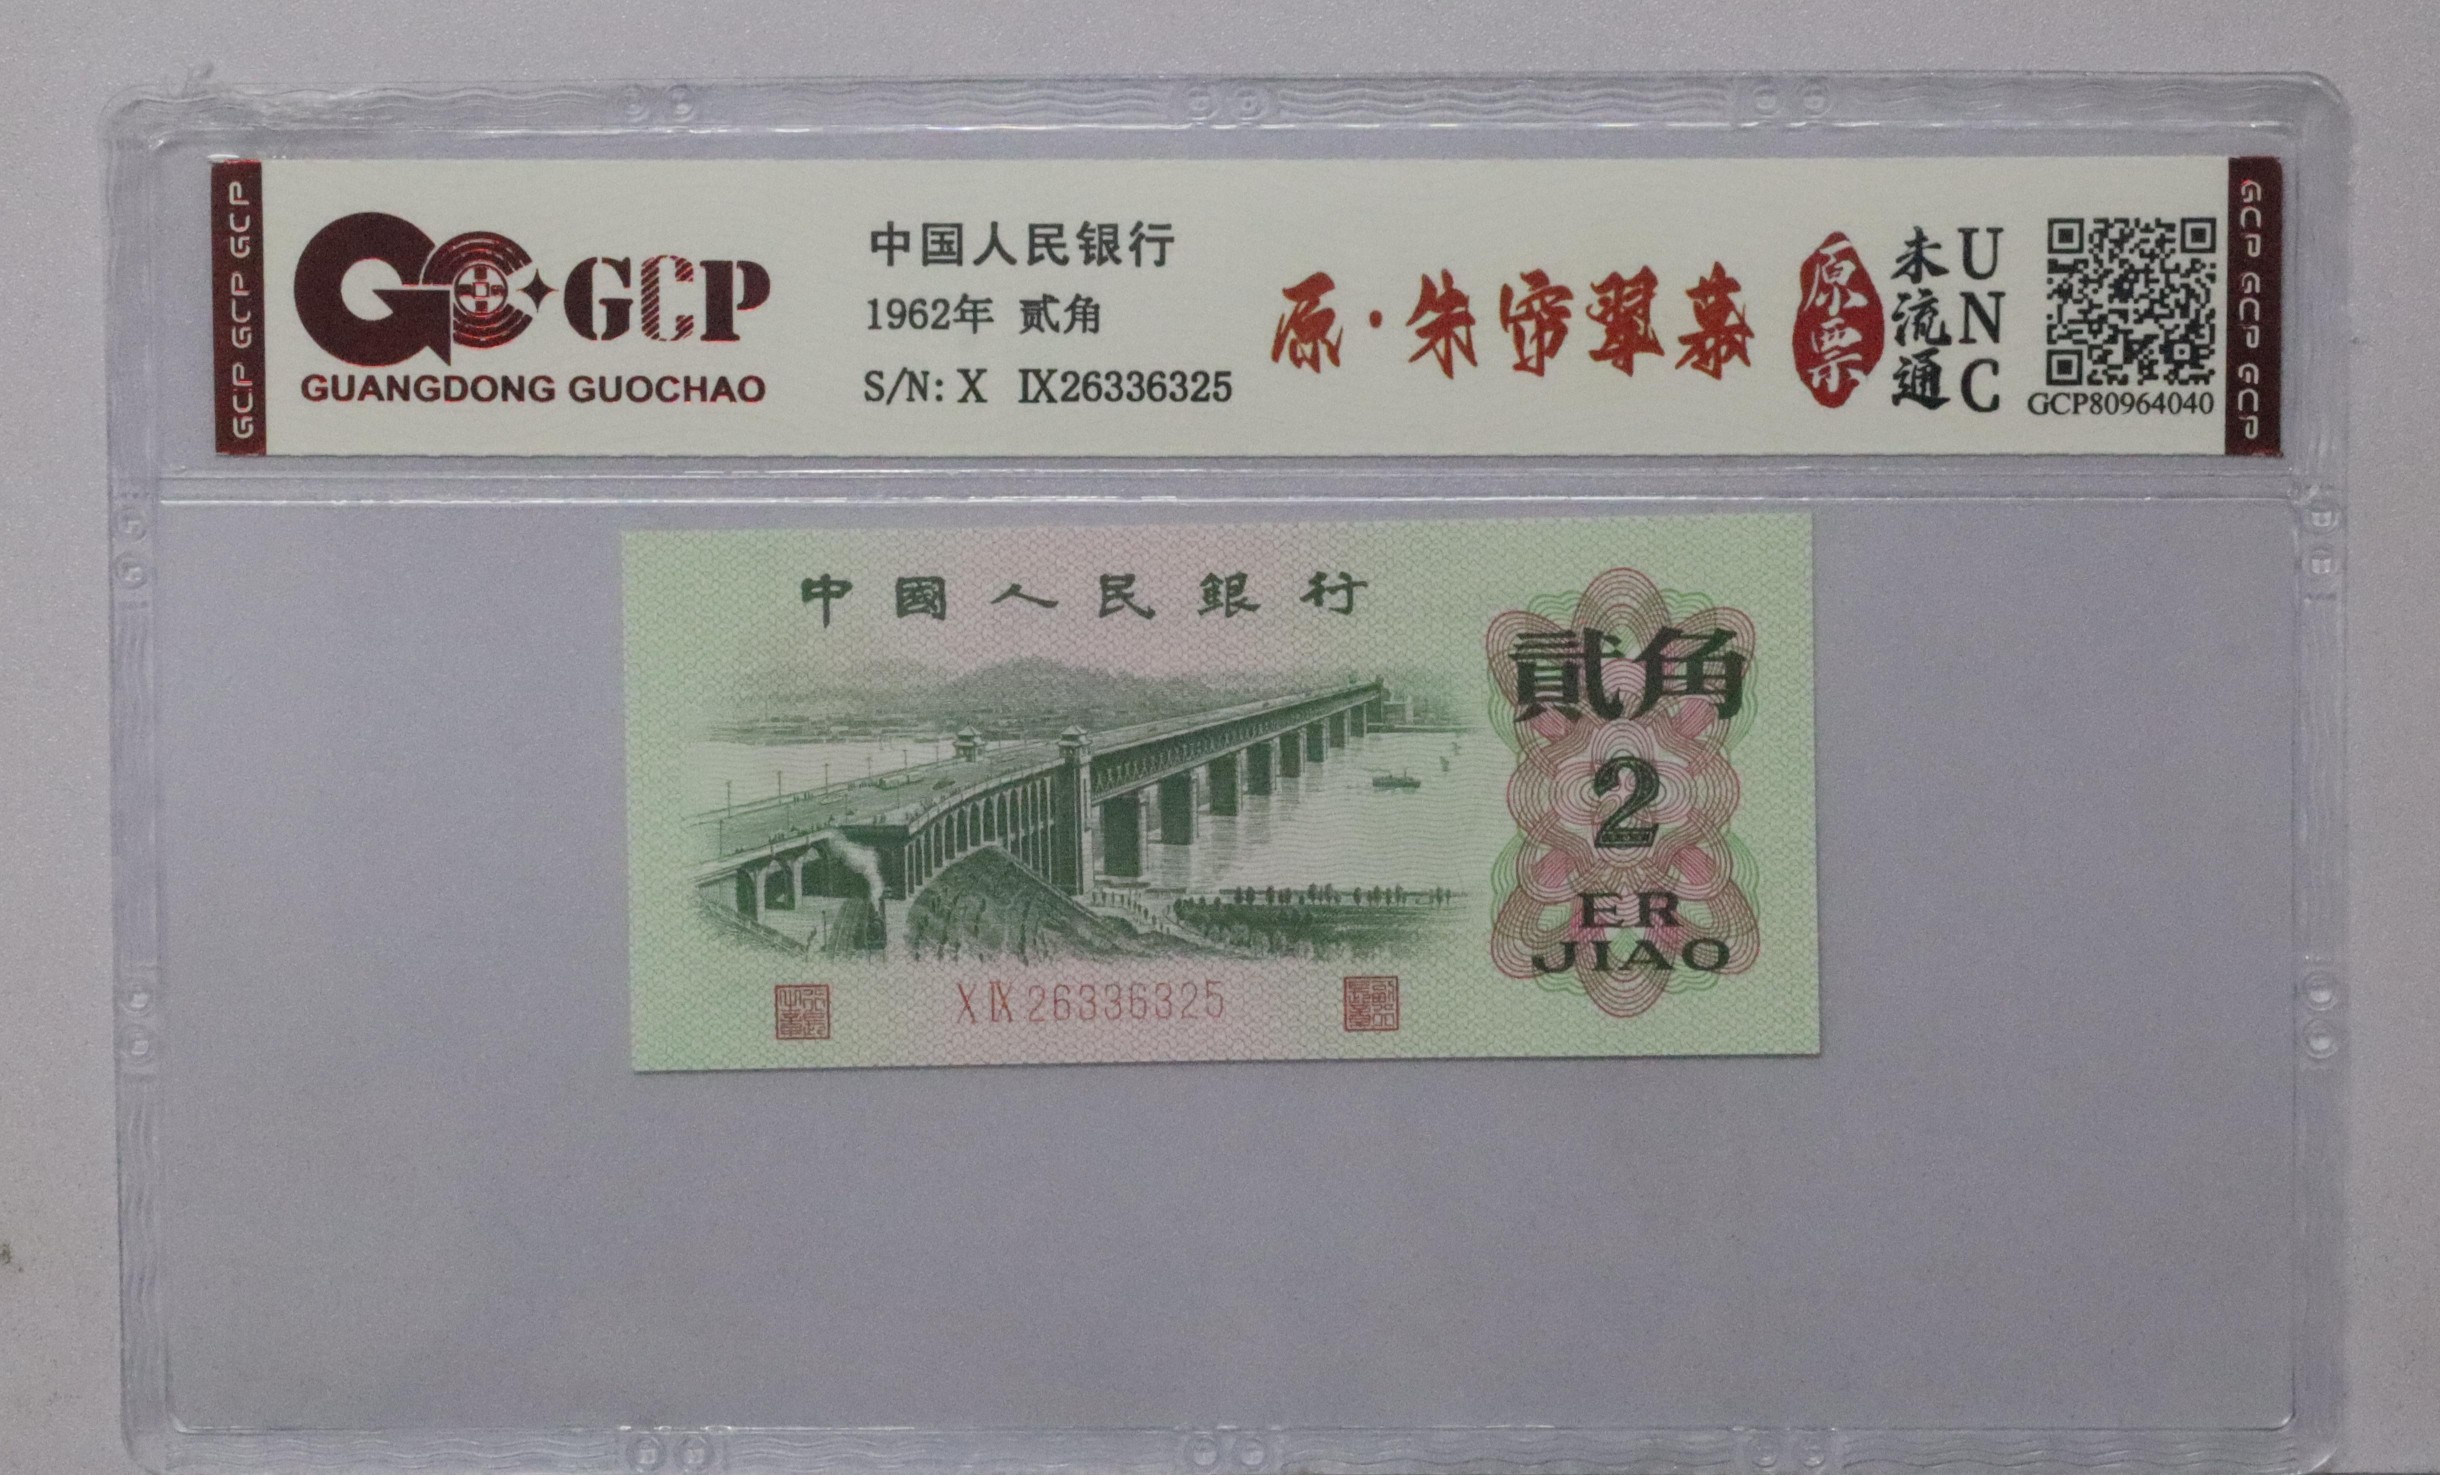 GCP GCP GCP
GCP
GUANGDONG GUOCHAO
中国人民银行
1962年 贰角
S/N: X IX26336325
原·朱帘翠幕
原票
未流通
UNC
GCP80964040
GCP GCP GCP
中國人民銀行
貳角
2
ER
JIAO
X IX 26336325